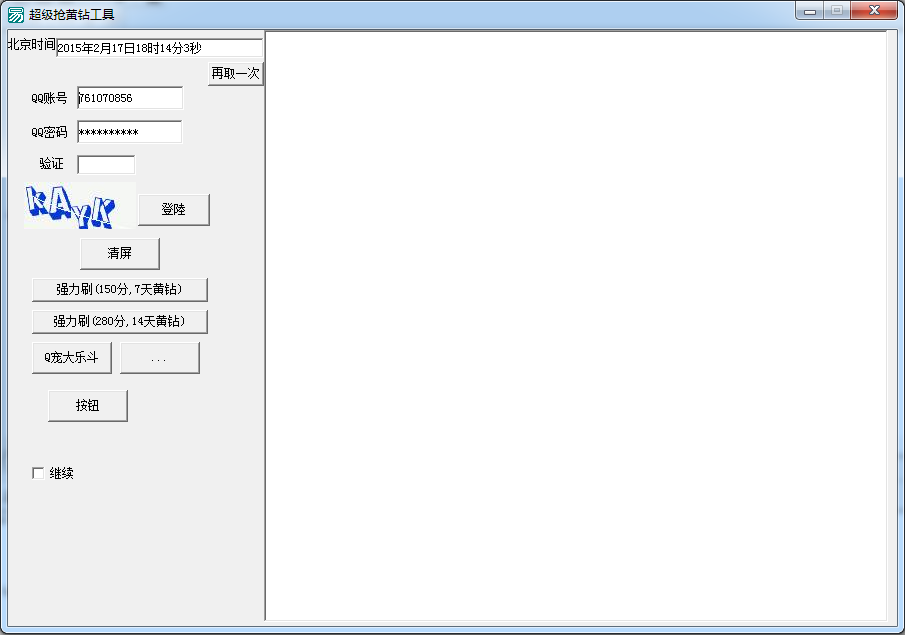 超级抢黄钻工具
北京时间 2015年2月17日18时14分3秒
再取一次
QQ账号 761070856
QQ密码 **********
验证
kAYK 登陆
清屏
强力刷(150分,7天黄钻)
强力刷(280分,14天黄钻)
Q宠大乐斗 ...
按钮
继续